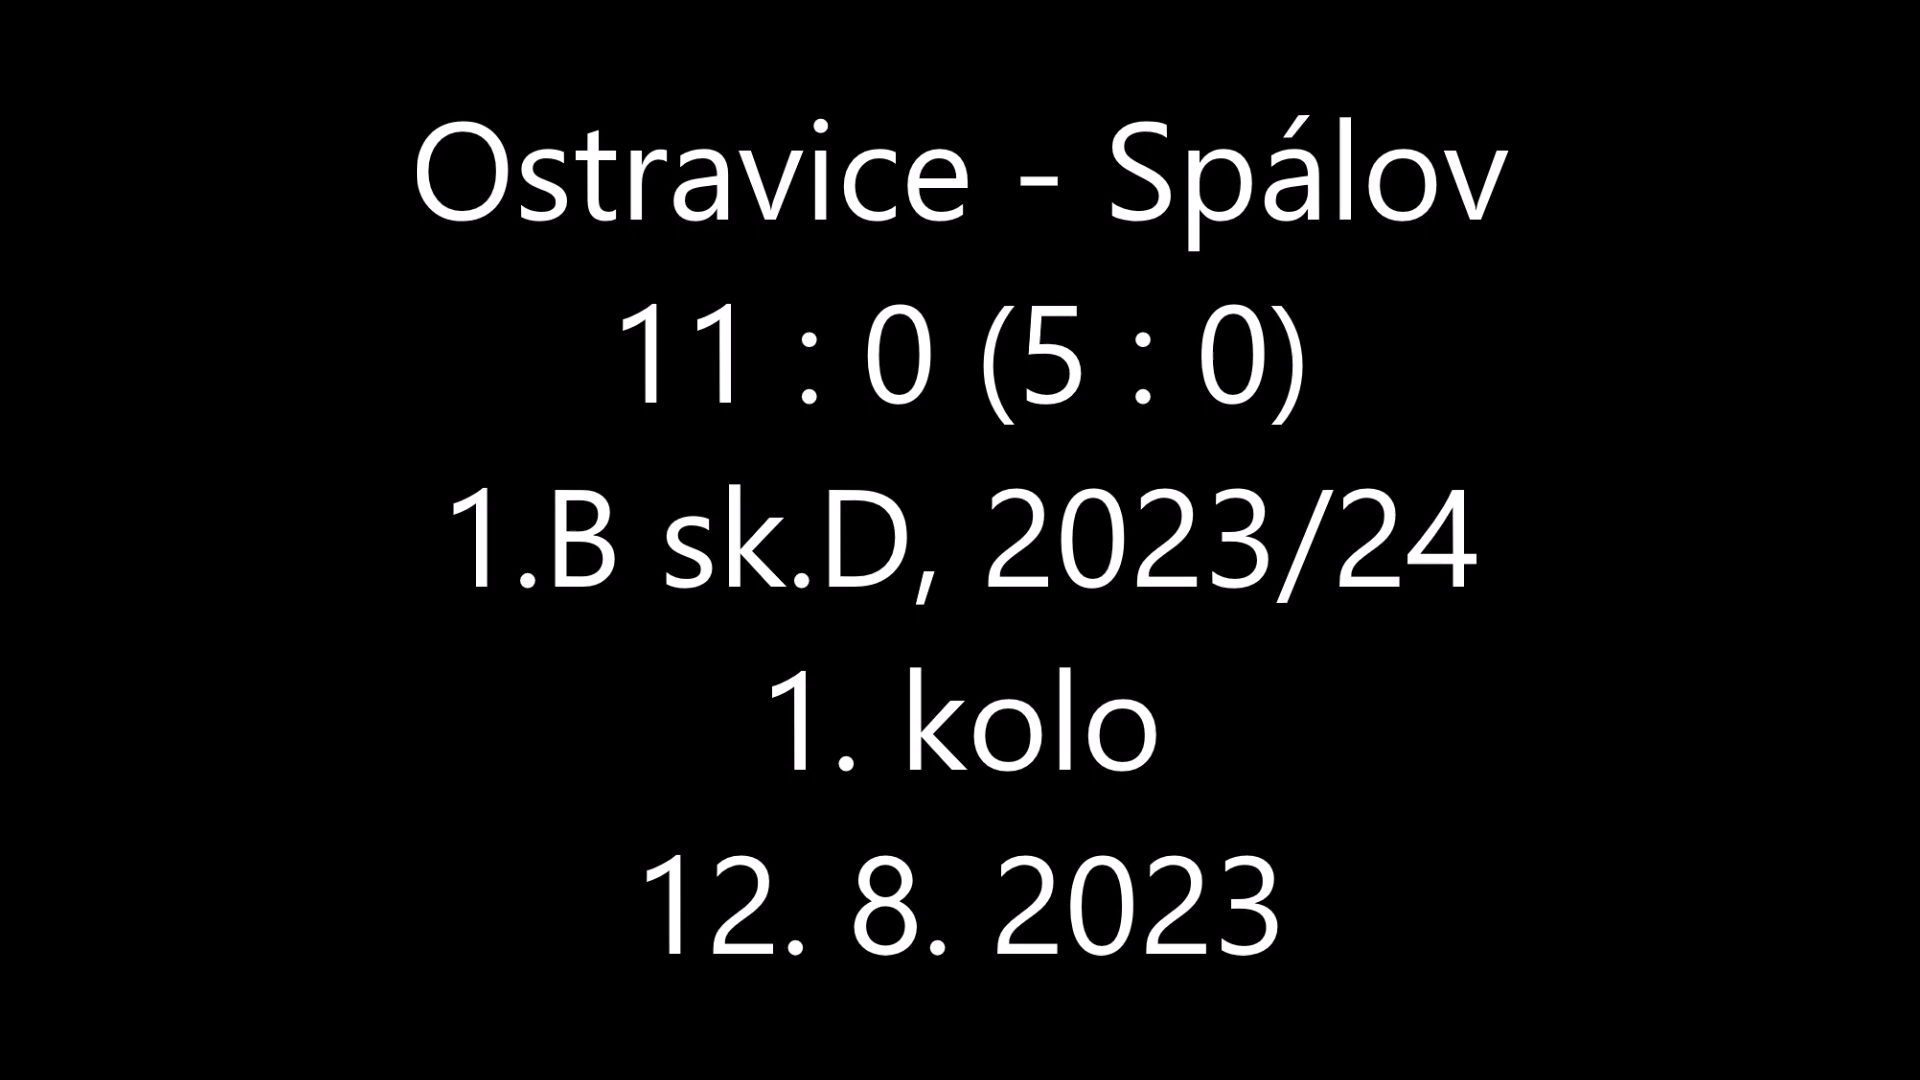 Ostravice - Spálov
11 : 0 (5 : 0)
1.B sk.D, 2023/24
1. kolo
12. 8. 2023